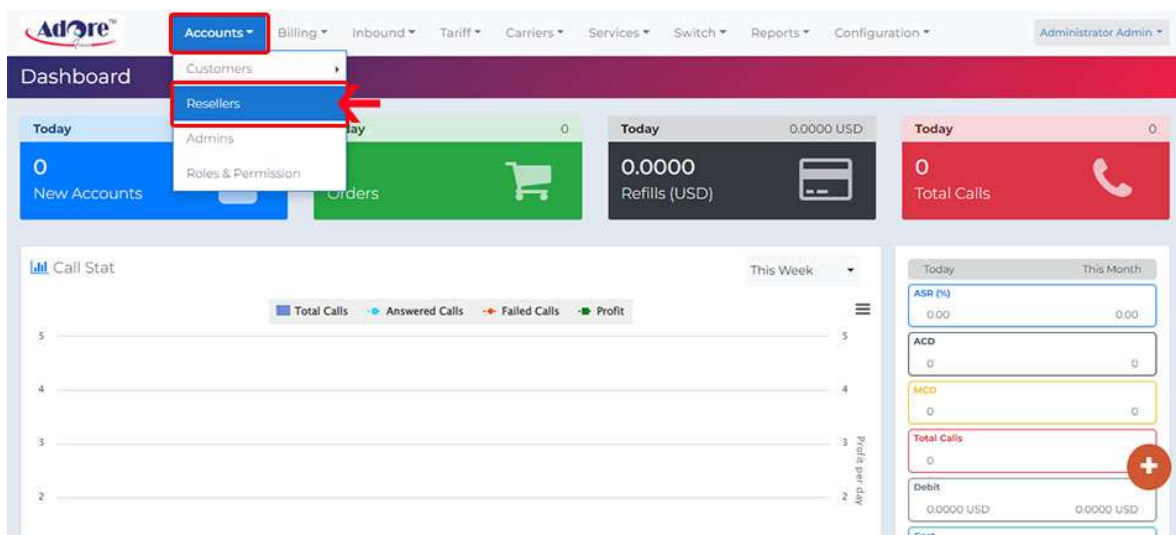 Adore™
Accounts Billing Inbound Tariff Carriers Services Switch Reports Configuration Administrator Admin
Dashboard
Customers
Resellers
Admins
Roles & Permission
Today
0
New Accounts
lay 0
Orders
Today 0.0000 USD
0.0000
Refills (USD)
Today 0
0
Total Calls
Call Stat
This Week
Total Calls Answered Calls Failed Calls Profit
5 5
4 4
3 3
2 2
Profit per day
Today This Month
ASR (%)
0.00 0.00
ACD
0 0
MCD
0 0
Total Calls
0
+
Debit
0.0000 USD 0.0000 USD